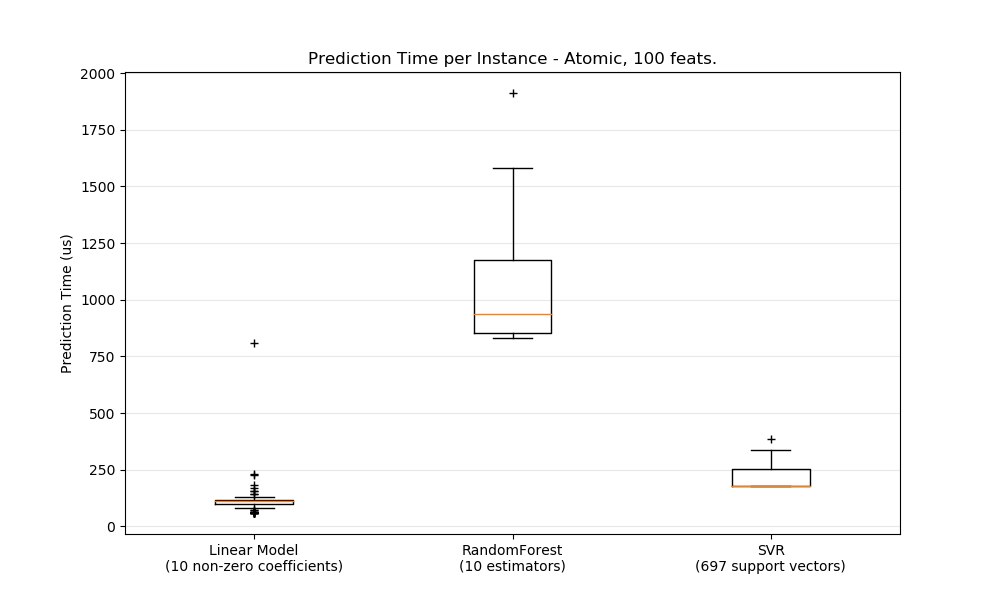 Prediction Time per Instance - Atomic, 100 feats.
Prediction Time (us)
2000
1750
1500
1250
1000
750
500
250
0
Linear Model
(10 non-zero coefficients)
RandomForest
(10 estimators)
SVR
(697 support vectors)